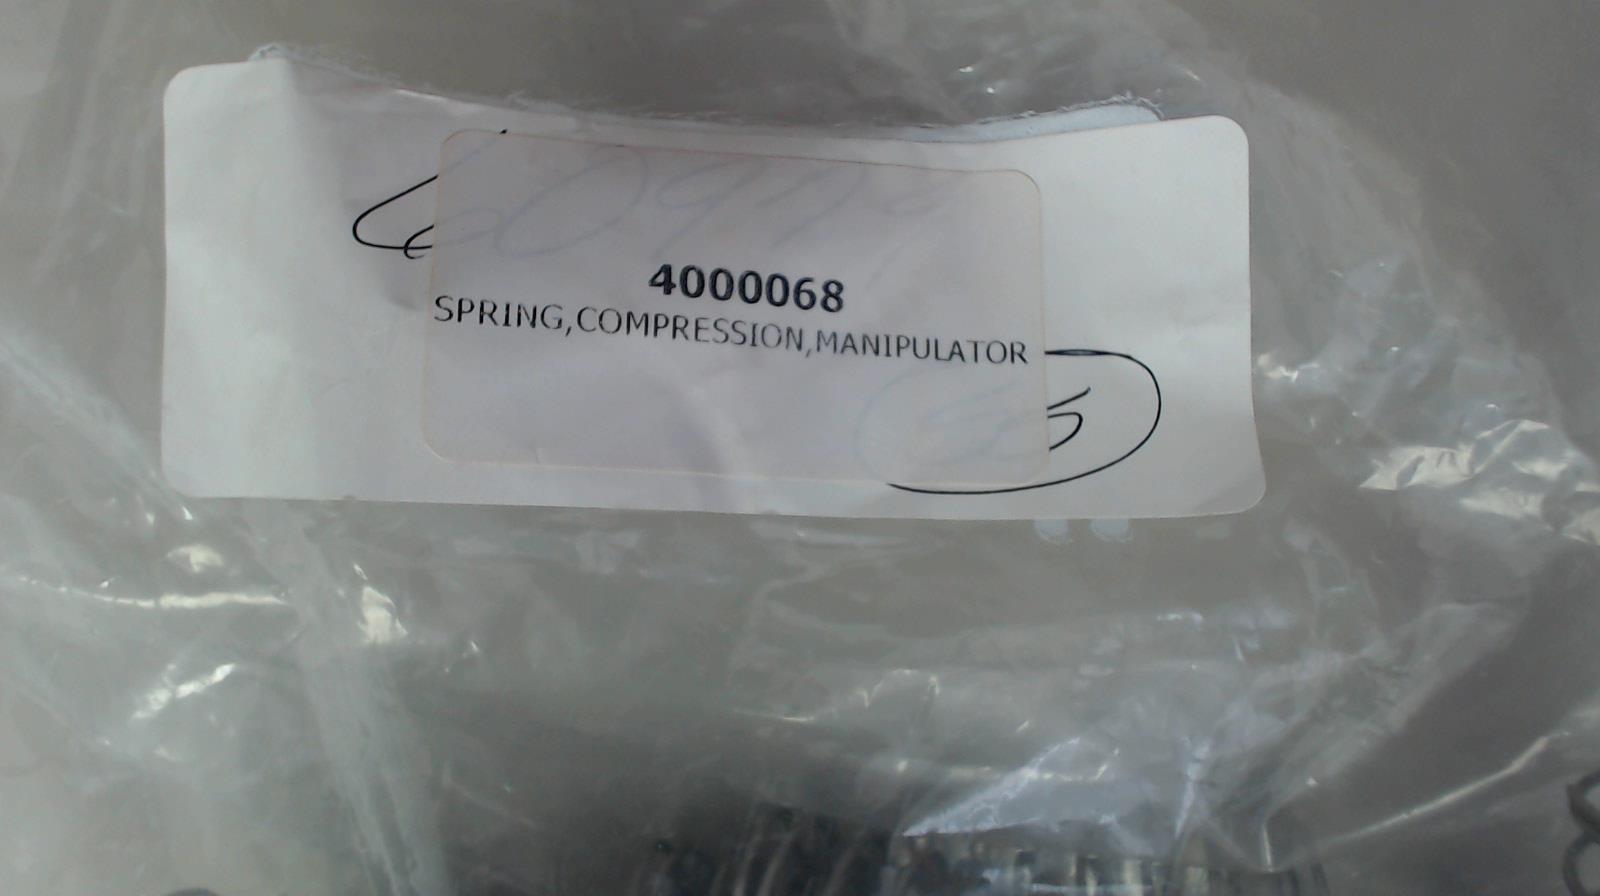 4000068
SPRING,COMPRESSION,MANIPULATOR